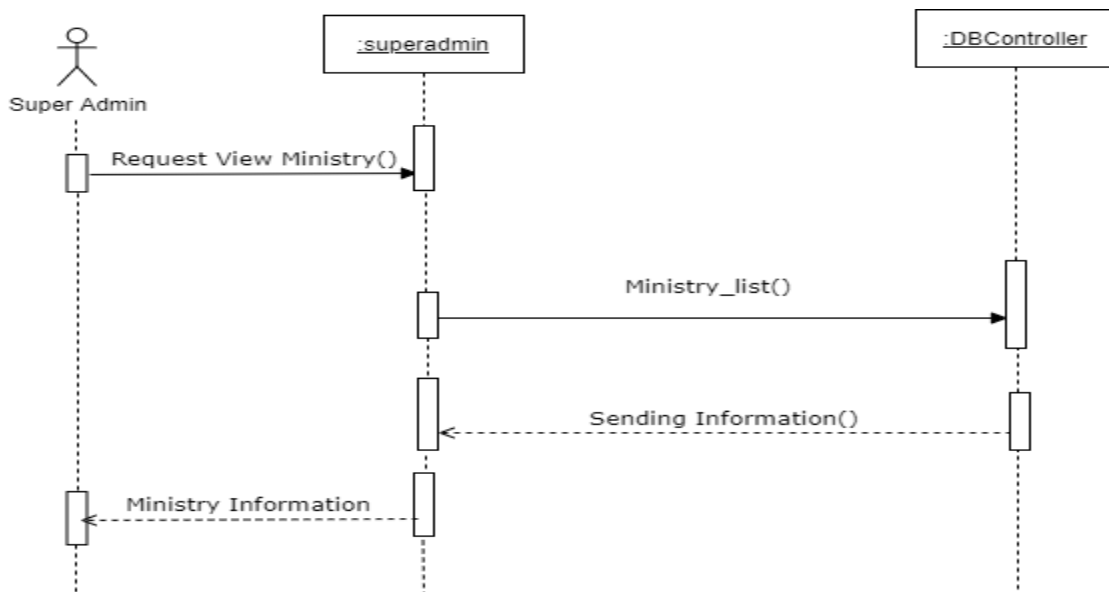 :superadmin
:DBController
Super Admin
Request View Ministry()
Ministry_list()
Sending Information()
Ministry Information